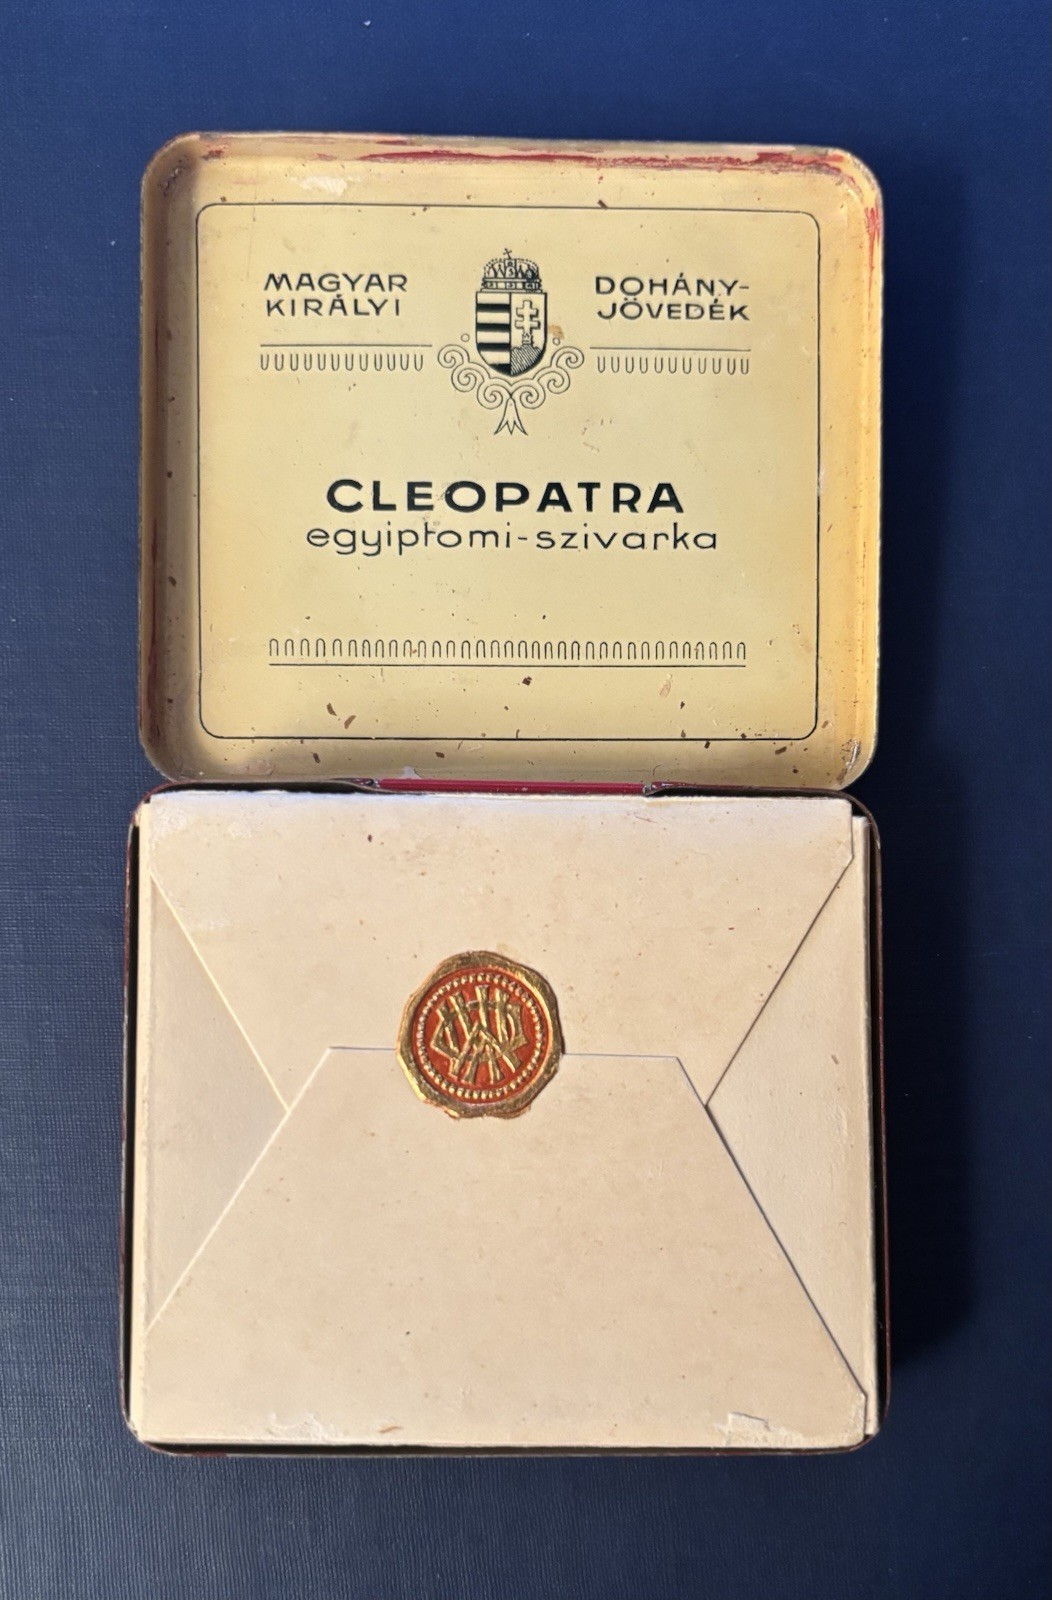 MAGYAR
KIRÁLYI
DOHÁNY-
JÖVEDÉK
CLEOPATRA
egyiptomi-szivarka